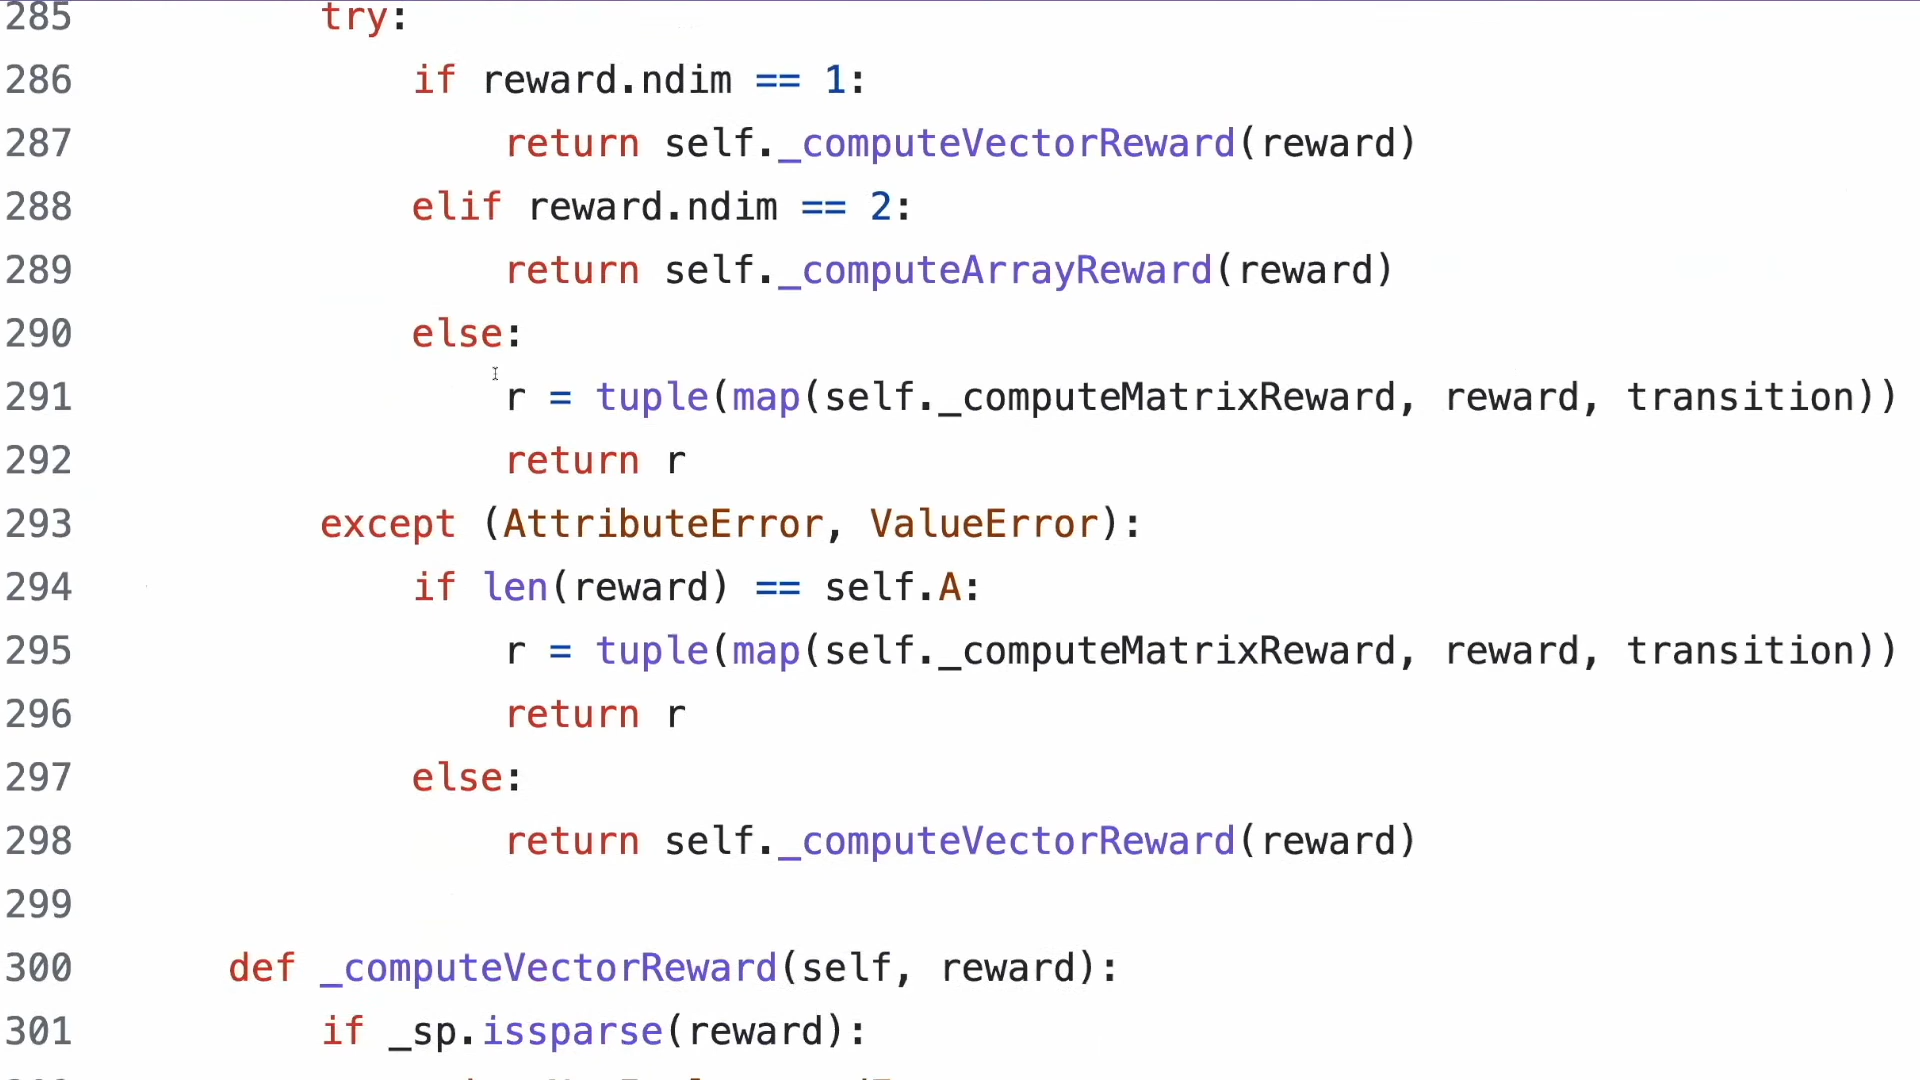 285 try:
286 if reward.ndim == 1:
287 return self._computeVectorReward(reward)
288 elif reward.ndim == 2:
289 return self._computeArrayReward(reward)
290 else:
291 r = tuple(map(self._computeMatrixReward, reward, transition))
292 return r
293 except (AttributeError, ValueError):
294 if len(reward) == self.A:
295 r = tuple(map(self._computeMatrixReward, reward, transition))
296 return r
297 else:
298 return self._computeVectorReward(reward)
299
300 def _computeVectorReward(self, reward):
301 if _sp.issparse(reward):